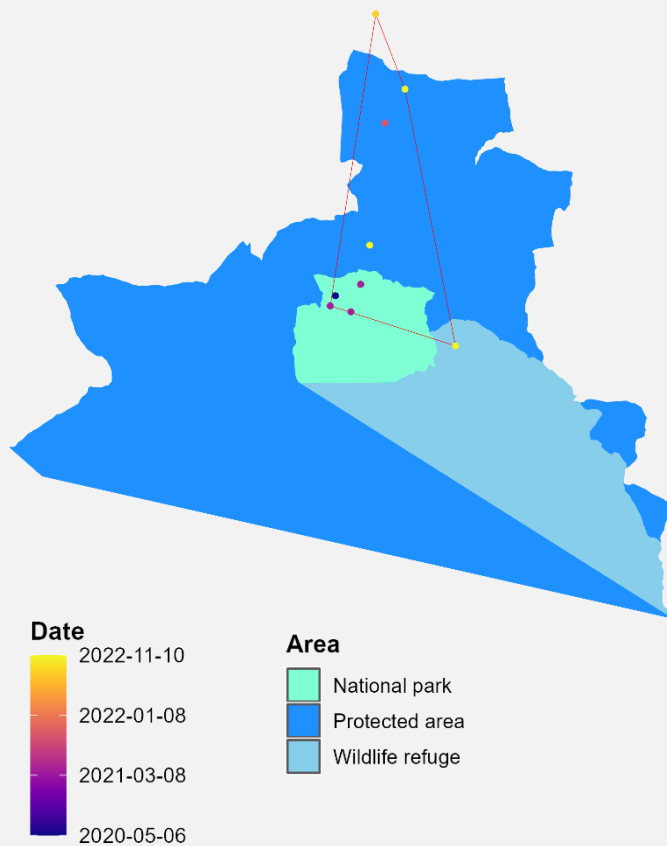 Date
2022-11-10
2022-01-08
2021-03-08
2020-05-06
Area
National park
Protected area
Wildlife refuge